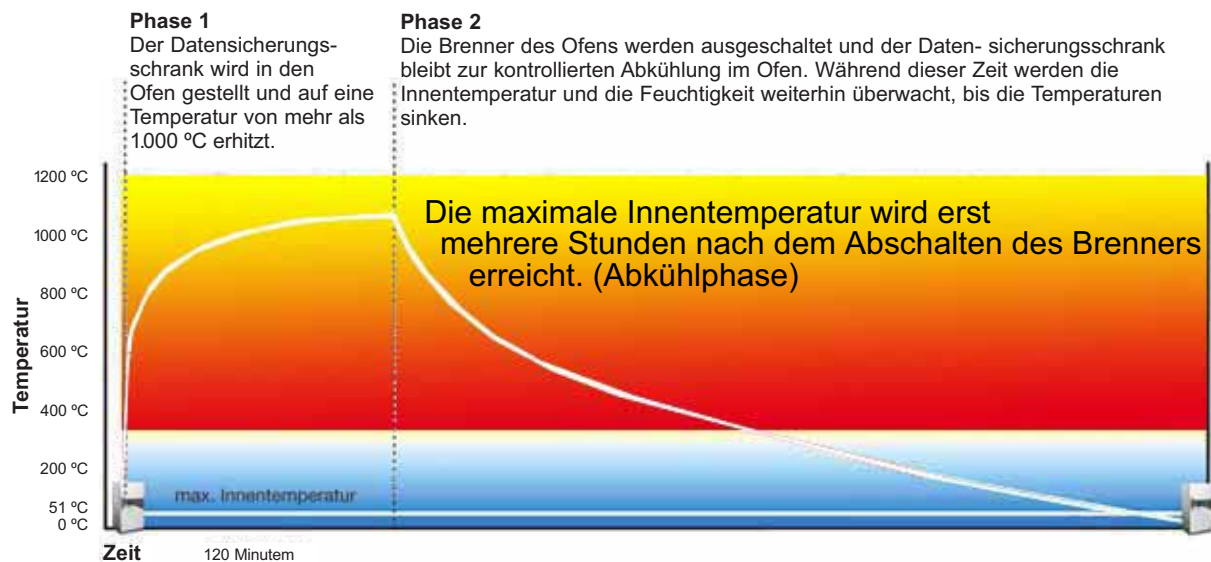 Phase 1
Der Datensicherungs-
schrank wird in den
Ofen gestellt und auf eine
Temperatur von mehr als
1.000 ºC erhitzt.
Phase 2
Die Brenner des Ofens werden ausgeschaltet und der Daten- sicherungsschrank
bleibt zur kontrollierten Abkühlung im Ofen. Während dieser Zeit werden die
Innentemperatur und die Feuchtigkeit weiterhin überwacht, bis die Temperaturen
sinken.
Die maximale Innentemperatur wird erst
mehrere Stunden nach dem Abschalten des Brenners
erreicht. (Abkühlphase)
Temperatur
1200 ºC
1000 ºC
800 ºC
600 ºC
400 ºC
200 ºC
51 ºC
0 ºC
max. Innentemperatur
Zeit
120 Minutem